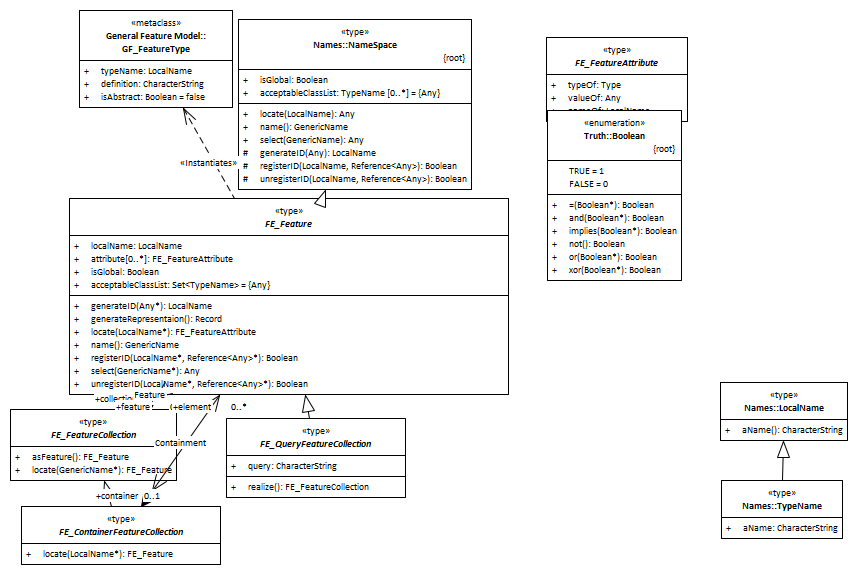 «metaclass»
General Feature Model::
GF_FeatureType
+ typeName: LocalName
+ definition: CharacterString
+ isAbstract: Boolean = false
«type»
Names::NameSpace
{root}
+ isGlobal: Boolean
+ acceptableClassList: TypeName [0..*] = {Any}
+ locate(LocalName): Any
+ name(): GenericName
+ select(GenericName): Any
# generateID(Any): LocalName
# registerID(LocalName, Reference<Any>): Boolean
# unregisterID(LocalName, Reference<Any>): Boolean
«type»
FE_FeatureAttribute
+ typeOf: Type
+ valueOf: Any
«enumeration»
Truth::Boolean
{root}
TRUE = 1
FALSE = 0
+ =(Boolean*): Boolean
+ and(Boolean*): Boolean
+ implies(Boolean*): Boolean
+ not(): Boolean
+ or(Boolean*): Boolean
+ xor(Boolean*): Boolean
«Instantiates»
«type»
FE_Feature
+ localName: LocalName
+ attribute[0..*]: FE_FeatureAttribute
+ isGlobal: Boolean
+ acceptableClassList: Set<TypeName> = {Any}
+ generateID(Any*): LocalName
+ generateRepresentaion(): Record
+ locate(LocalName*): FE_FeatureAttribute
+ name(): GenericName
+ registerID(LocalName*, Reference<Any>*): Boolean
+ select(GenericName*): Any
+ unregisterID(LocalName*, Reference<Any>*): Boolean
Feature
+feature
(+element 0..*
«type»
FE_FeatureCollection
+ asFeature(): FE_Feature
+ locate(GenericName*): FE_Feature
Containment
+container 0..1
«type»
FE_QueryFeatureCollection
+ query: CharacterString
+ realize(): FE_FeatureCollection
«type»
FE_ContainerFeatureCollection
+ locate(LocalName*): FE_Feature
«type»
Names::LocalName
+ aName(): CharacterString
«type»
Names::TypeName
+ aName: CharacterString